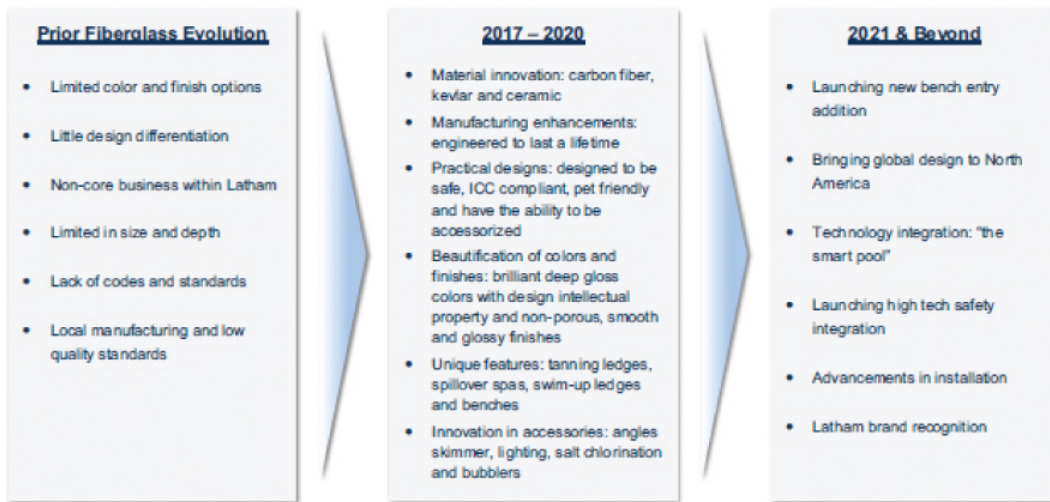 Prior Fiberglass Evolution
• Limited color and finish options
• Little design differentiation
• Non-core business within Latham
• Limited in size and depth
• Lack of codes and standards
• Local manufacturing and low
quality standards
2017 – 2020
• Material innovation: carbon fiber,
kevlar and ceramic
• Manufacturing enhancements:
engineered to last a lifetime
• Practical designs: designed to be
safe, ICC compliant, pet friendly
and have the ability to be
accessorized
• Beautification of colors and
finishes: brilliant deep gloss
colors with design intellectual
property and non-porous, smooth
and glossy finishes
• Unique features: tanning ledges,
spillover spas, swim-up ledges
and benches
• Innovation in accessories: angles
skimmer, lighting, salt chlorination
and bubblers
2021 & Beyond
• Launching new bench entry
addition
• Bringing global design to North
America
• Technology integration: "the
smart pool"
• Launching high tech safety
integration
• Advancements in installation
• Latham brand recognition